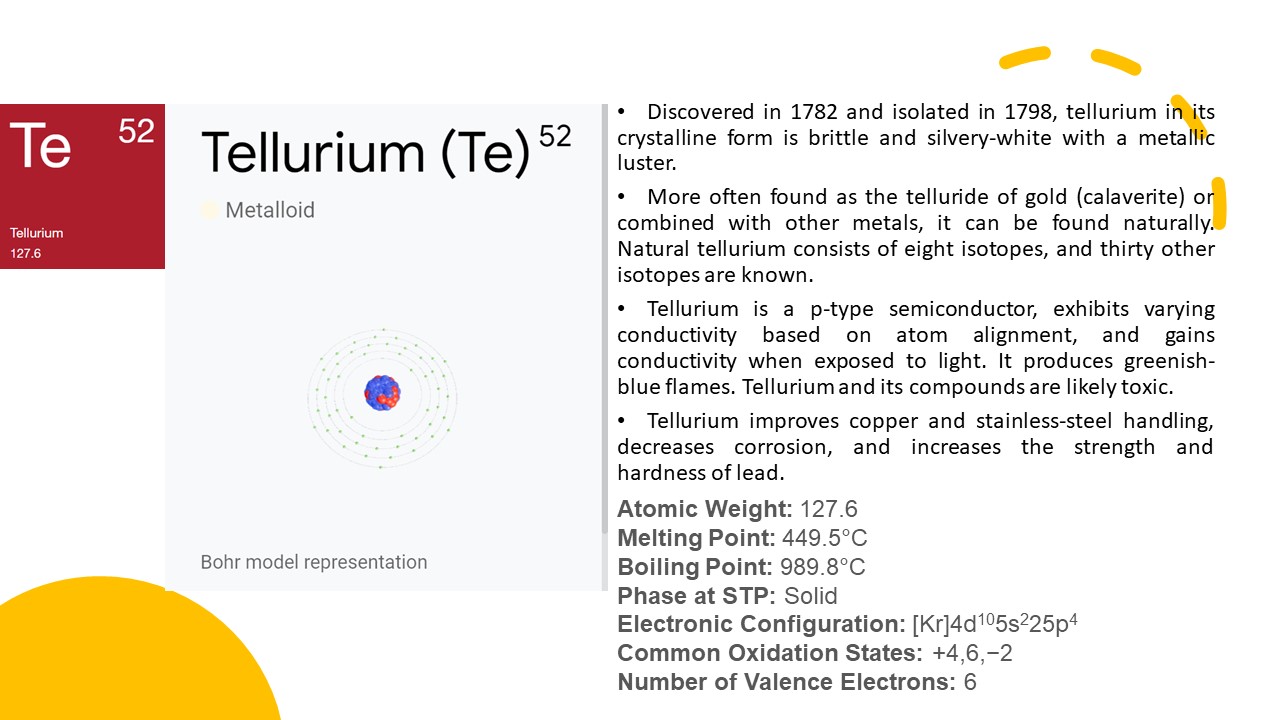 Te 52
Tellurium
127.6
Tellurium (Te) 52
Metalloid
Bohr model representation
• Discovered in 1782 and isolated in 1798, tellurium in its
crystalline form is brittle and silvery-white with a metallic
luster.
• More often found as the telluride of gold (calaverite) or
combined with other metals, it can be found naturally.
Natural tellurium consists of eight isotopes, and thirty other
isotopes are known.
• Tellurium is a p-type semiconductor, exhibits varying
conductivity based on atom alignment, and gains
conductivity when exposed to light. It produces greenish-
blue flames. Tellurium and its compounds are likely toxic.
• Tellurium improves copper and stainless-steel handling,
decreases corrosion, and increases the strength and
hardness of lead.
Atomic Weight: 127.6
Melting Point: 449.5°C
Boiling Point: 989.8°C
Phase at STP: Solid
Electronic Configuration: [Kr]4d¹⁰5s²25p⁴
Common Oxidation States: +4,6,−2
Number of Valence Electrons: 6